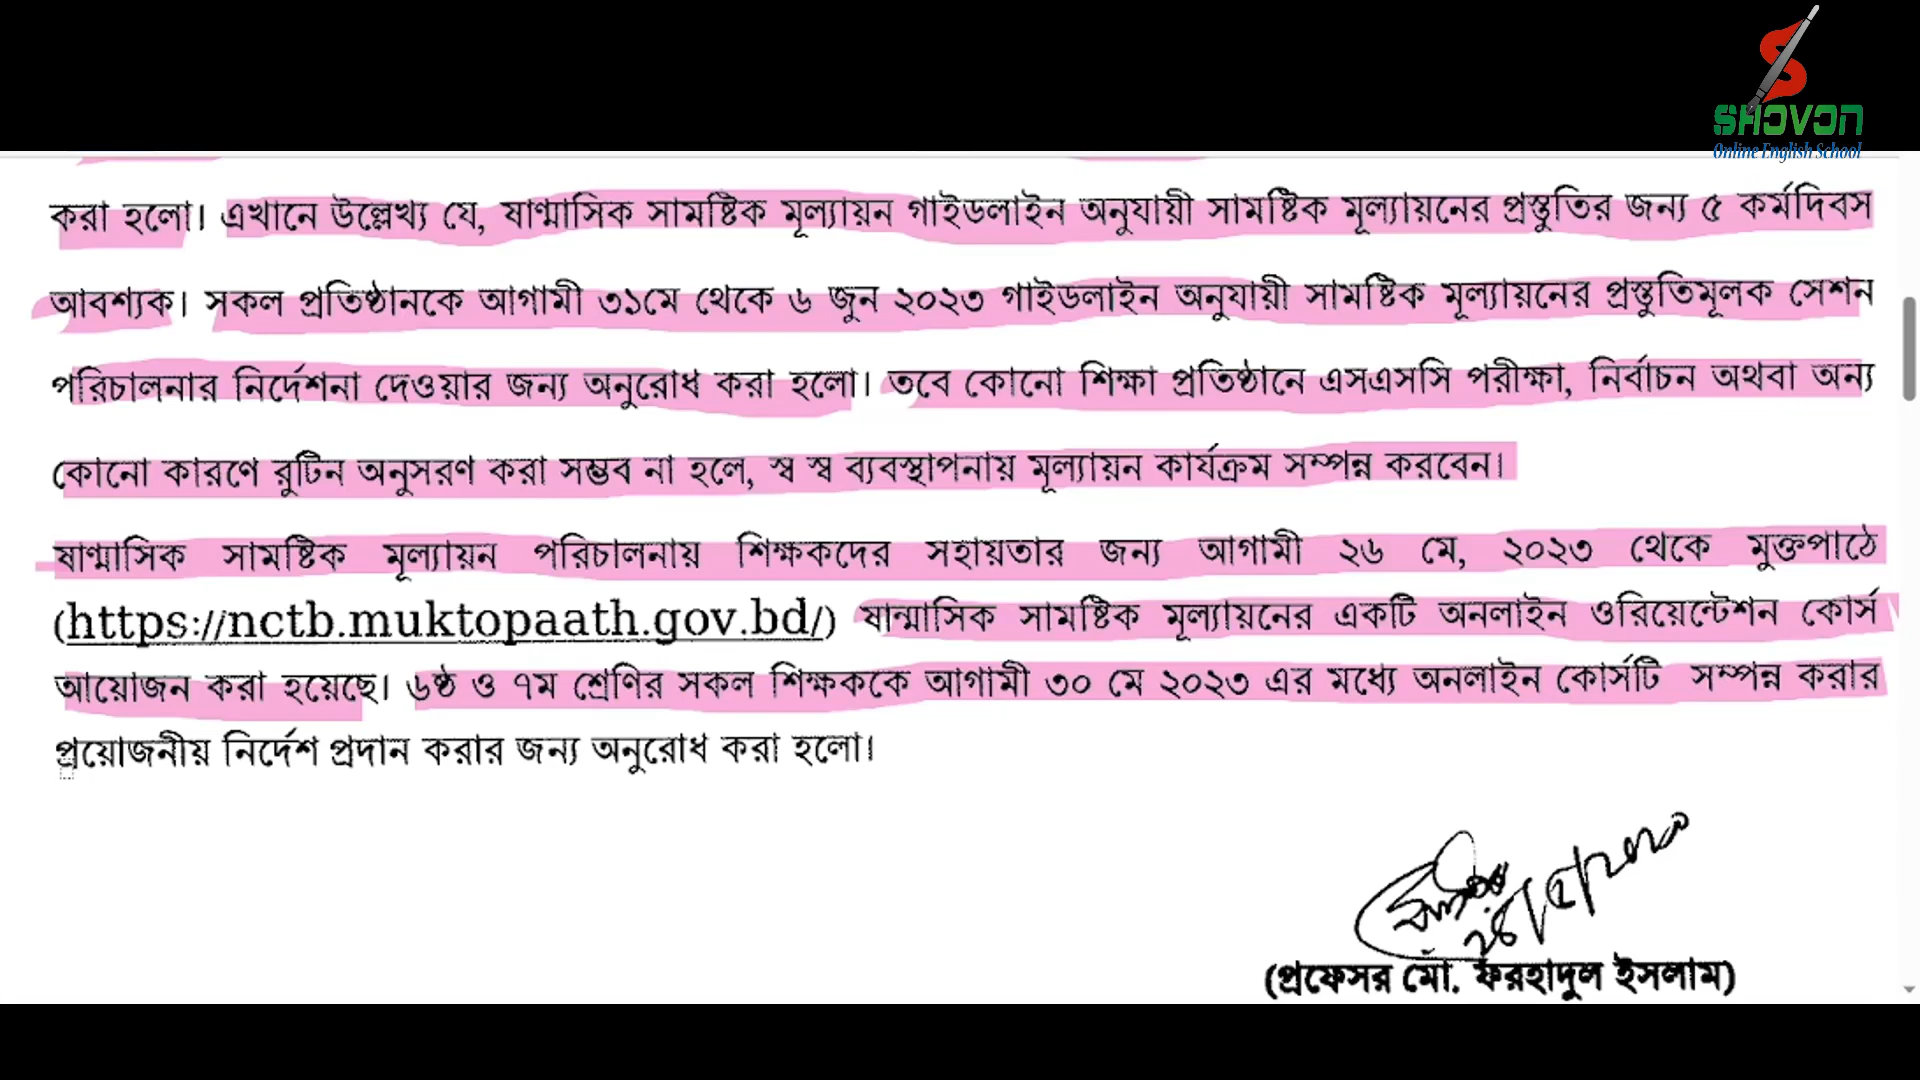 SHOVON
Online English School
করা হলো। এখানে উল্লেখ্য যে, ষাণ্মাসিক সামষ্টিক মূল্যায়ন গাইডলাইন অনুযায়ী সামষ্টিক মূল্যায়নের প্রস্তুতির জন্য ৫ কর্মদিবস
আবশ্যক। সকল প্রতিষ্ঠানকে আগামী ৩১মে থেকে ৬ জুন ২০২৩ গাইডলাইন অনুযায়ী সামষ্টিক মূল্যায়নের প্রস্তুতিমূলক সেশন
পরিচালনার নির্দেশনা দেওয়ার জন্য অনুরোধ করা হলো। তবে কোনো শিক্ষা প্রতিষ্ঠানে এসএসসি পরীক্ষা, নির্বাচন অথবা অন্য
কোনো কারণে রুটিন অনুসরণ করা সম্ভব না হলে, স্ব স্ব ব্যবস্থাপনায় মূল্যায়ন কার্যক্রম সম্পন্ন করবেন।
ষাণ্মাসিক সামষ্টিক মূল্যায়ন পরিচালনায় শিক্ষকদের সহায়তার জন্য আগামী ২৬ মে, ২০২৩ থেকে মুক্তপাঠে
(https://nctb.muktopaath.gov.bd/) ষান্মাসিক সামষ্টিক মূল্যায়নের একটি অনলাইন ওরিয়েন্টেশন কোর্স
আয়োজন করা হয়েছে। ৬ষ্ঠ ও ৭ম শ্রেণির সকল শিক্ষককে আগামী ৩০ মে ২০২৩ এর মধ্যে অনলাইন কোর্সটি সম্পন্ন করার
প্রয়োজনীয় নির্দেশ প্রদান করার জন্য অনুরোধ করা হলো।
(প্রফেসর মোঁ. ফরহাদুল ইসলাম)